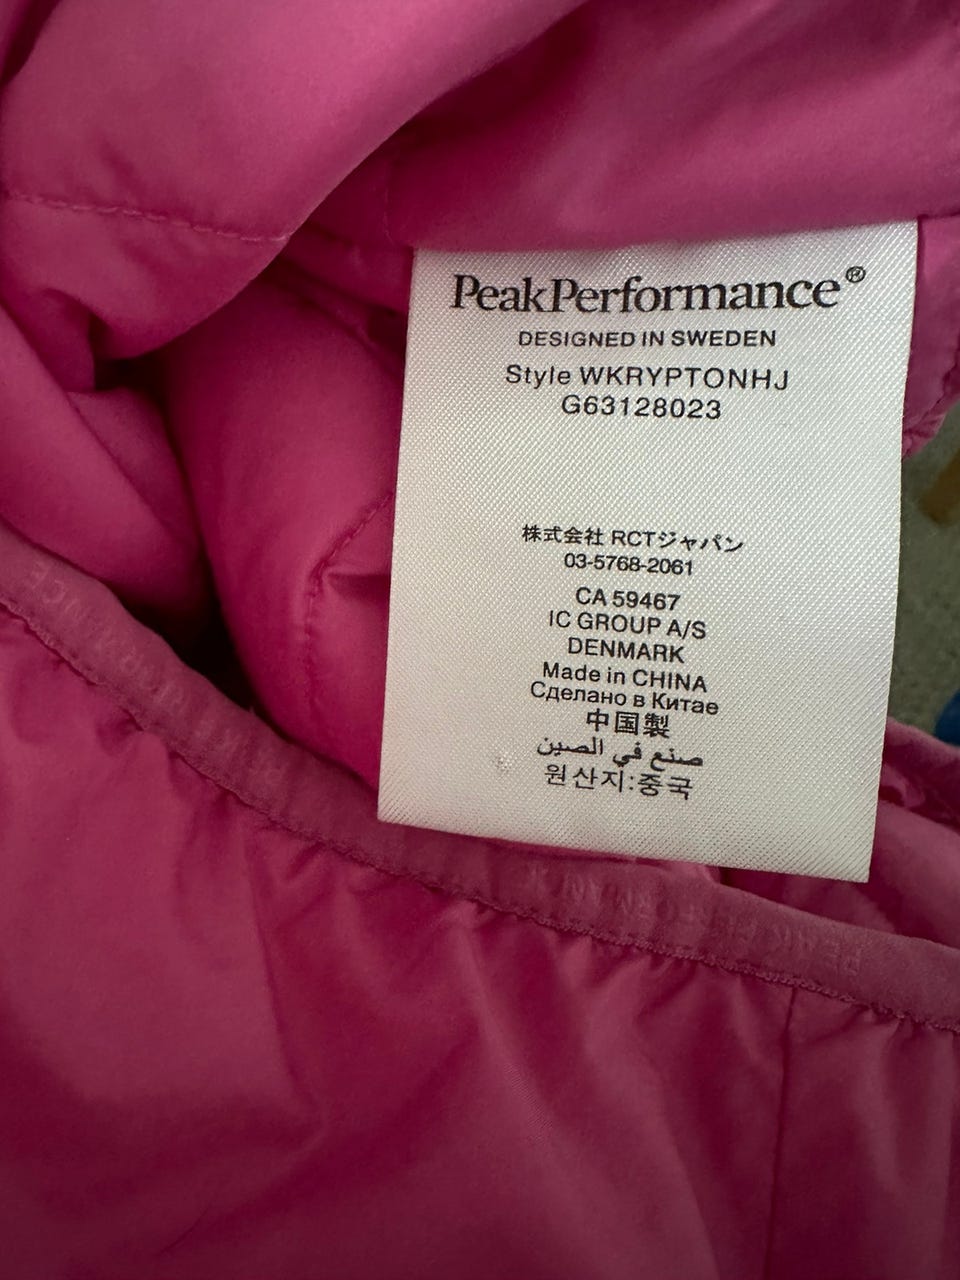 PeakPerformance®
DESIGNED IN SWEDEN
Style WKRYPTONHJ
G63128023
株式会社 RCTジャパン
03-5768-2061
CA 59467
IC GROUP A/S
DENMARK
Made in CHINA
Сделано в Китае
中国製
صنع في الصين
원산지:중국
PEAK PERFORMANCE